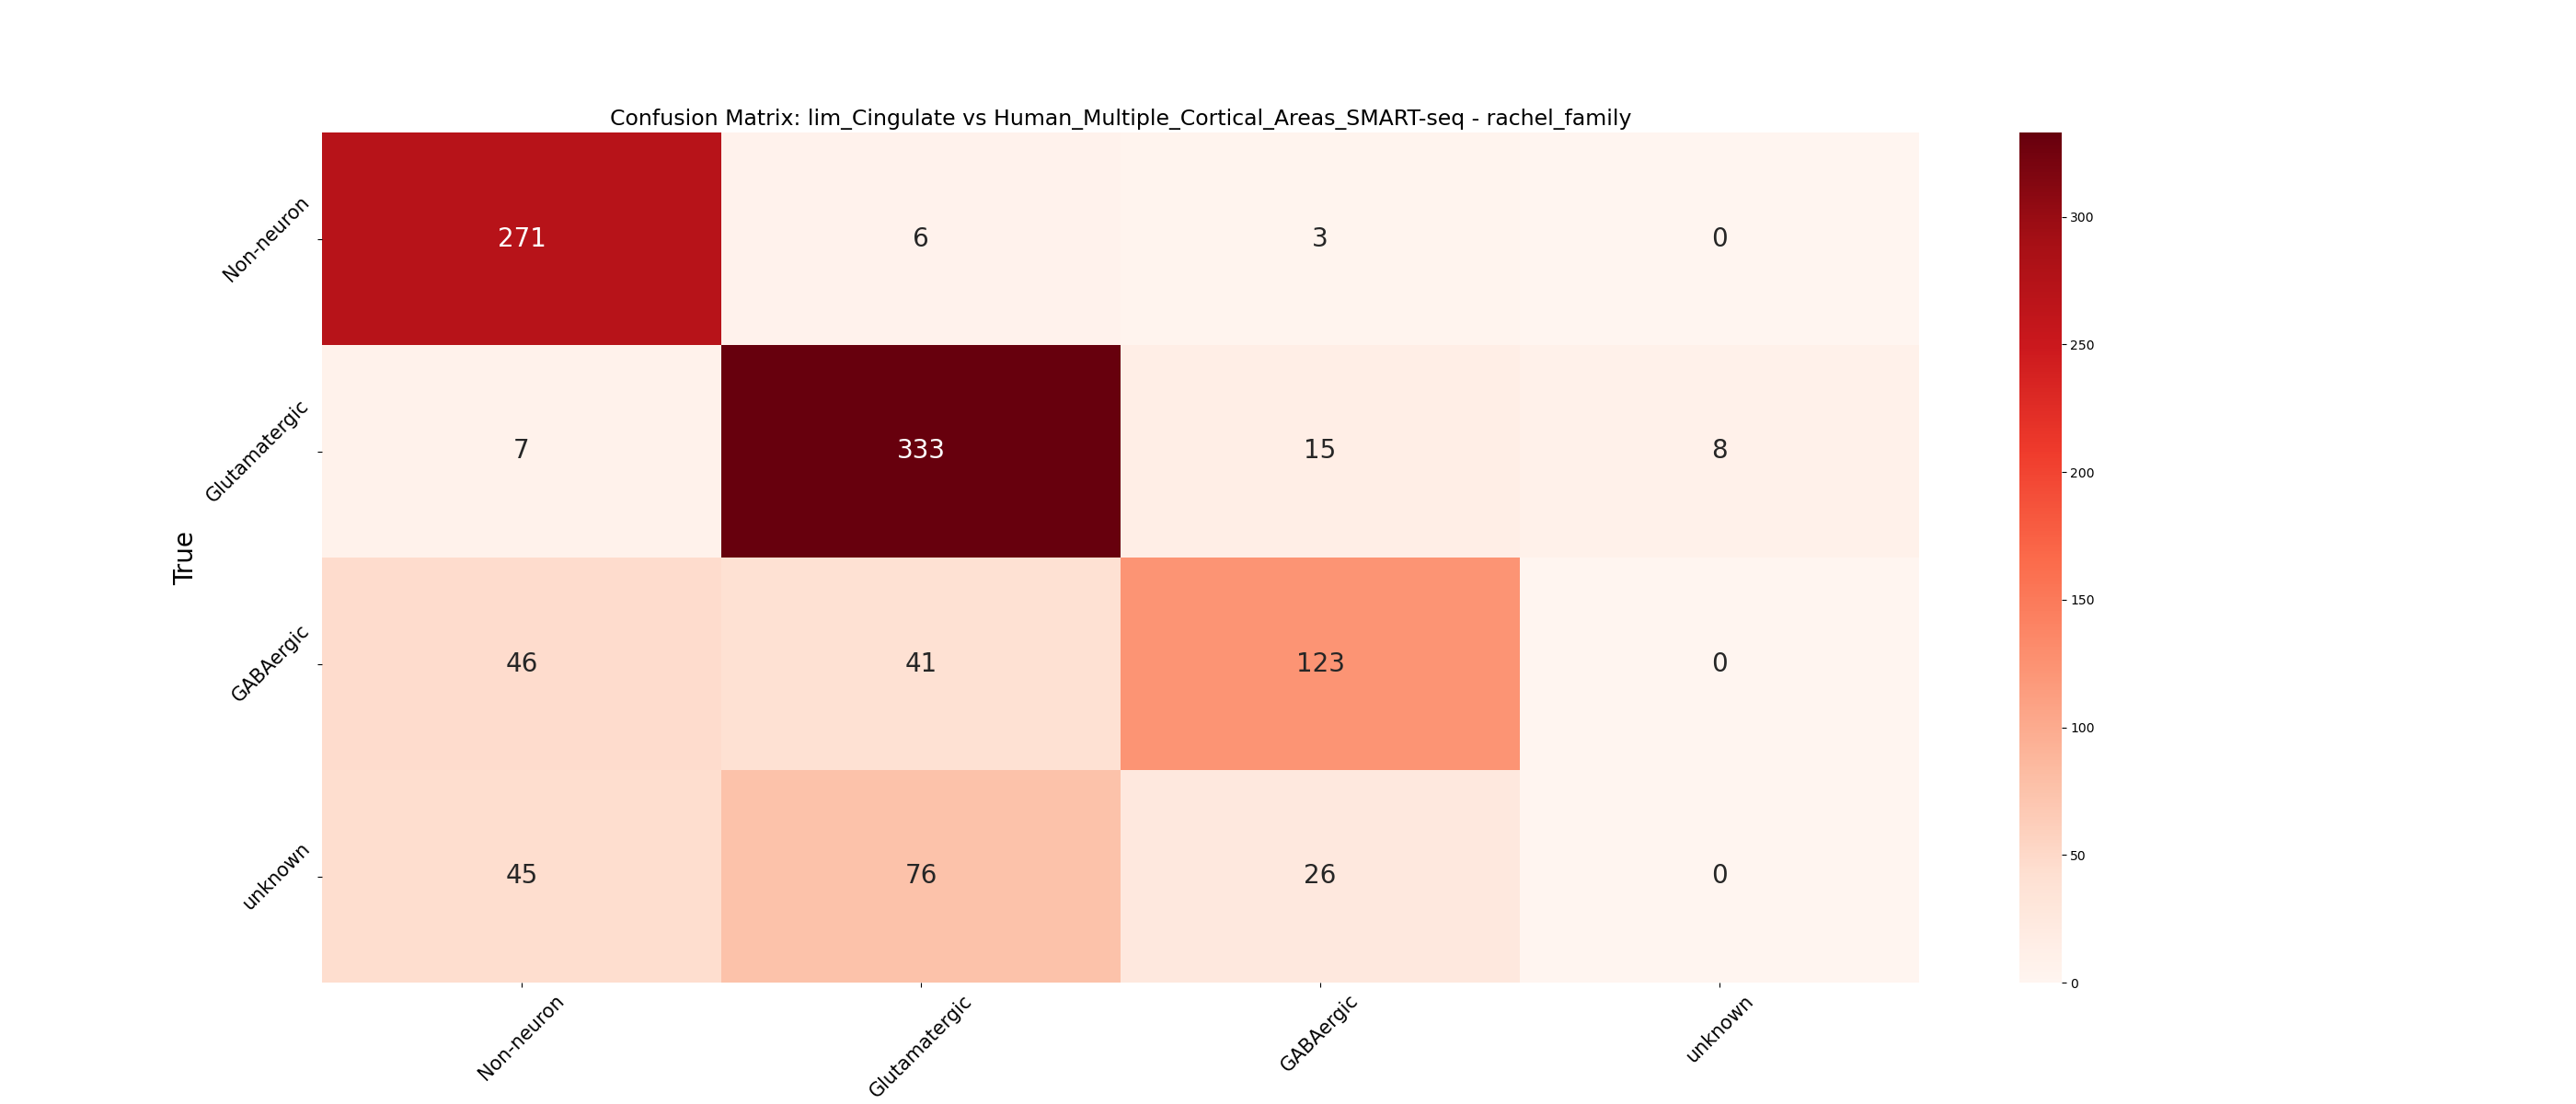 Confusion Matrix: lim_Cingulate vs Human_Multiple_Cortical_Areas_SMART-seq - rachel_family
True
Non-neuron
271 6 3 0
Glutamatergic
7 333 15 8
GABAergic
46 41 123 0
unknown
45 76 26 0
Non-neuron Glutamatergic GABAergic unknown
300
250
200
150
100
50
0